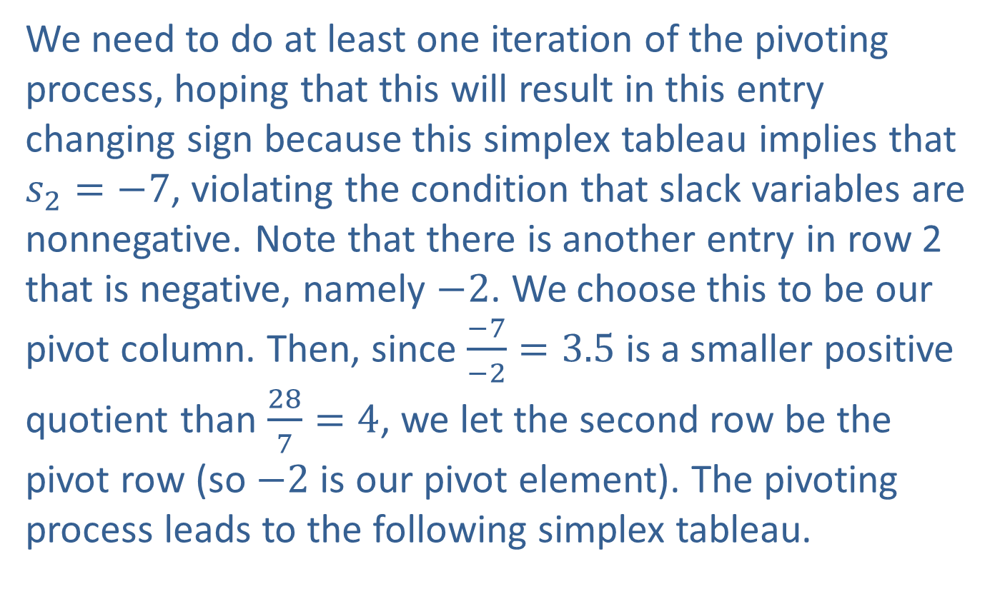 We need to do at least one iteration of the pivoting
process, hoping that this will result in this entry
changing sign because this simplex tableau implies that
s₂ = −7, violating the condition that slack variables are
nonnegative. Note that there is another entry in row 2
that is negative, namely −2. We choose this to be our
pivot column. Then, since −7/−2 = 3.5 is a smaller positive
quotient than 28/7 = 4, we let the second row be the
pivot row (so −2 is our pivot element). The pivoting
process leads to the following simplex tableau.